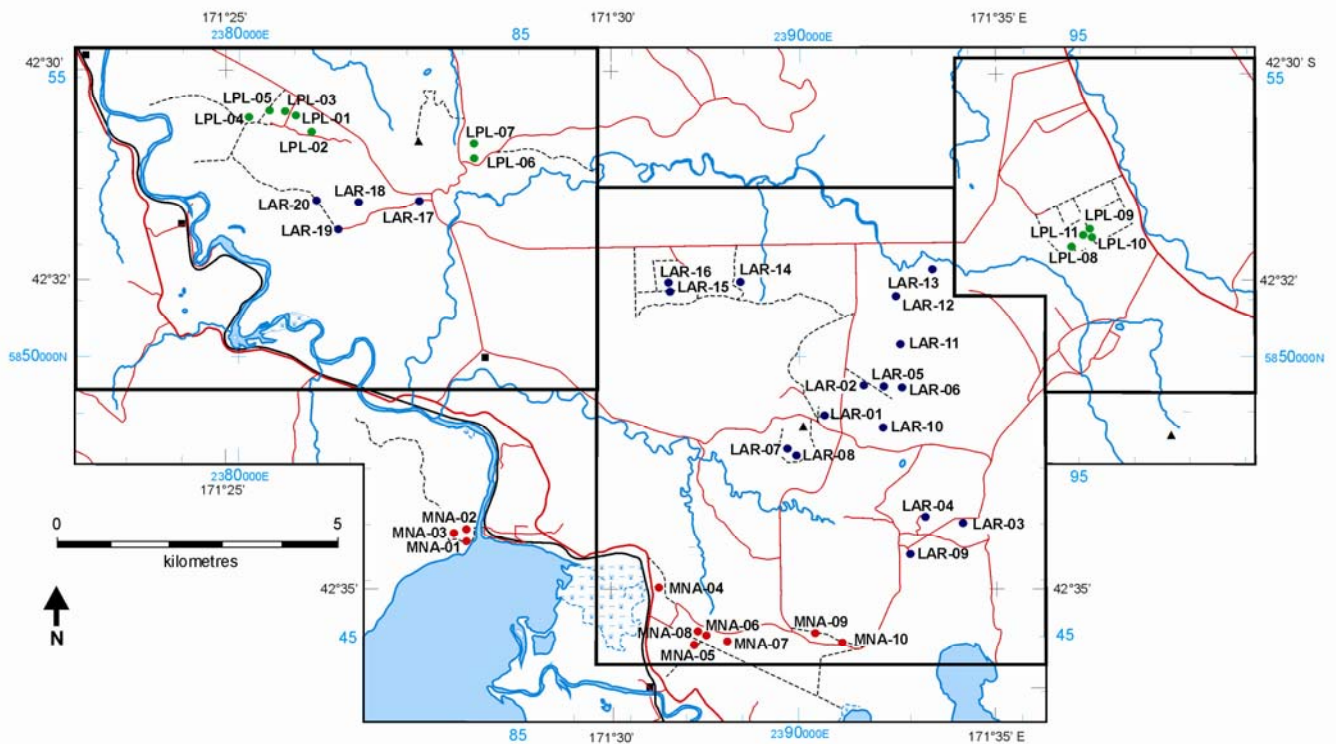 171°25' 171°30' 171°35' E
2380000E 85 2390000E 95
42°30' 42°30' S
55 55
LPL-05 LPL-03
LPL-04 LPL-01
LPL-02
LPL-07
LPL-06
LAR-18
LAR-20 LAR-17
LAR-19
LPL-09
LPL-11 LPL-10
LPL-08
LAR-16 LAR-14
LAR-15
LAR-13
LAR-12
42°32' 42°32'
LAR-11
5850000N 5850000N
LAR-02 LAR-05
LAR-06
LAR-01
LAR-10
LAR-07 LAR-08
2380000E 95
171°25'
LAR-04
LAR-03
LAR-09
0 5
kilometres
N
MNA-02
MNA-03
MNA-01
42°35' 42°35'
MNA-04
45 45
MNA-08 MNA-06
MNA-07
MNA-05
MNA-09
MNA-10
85 171°30' 2390000E 171°35' E